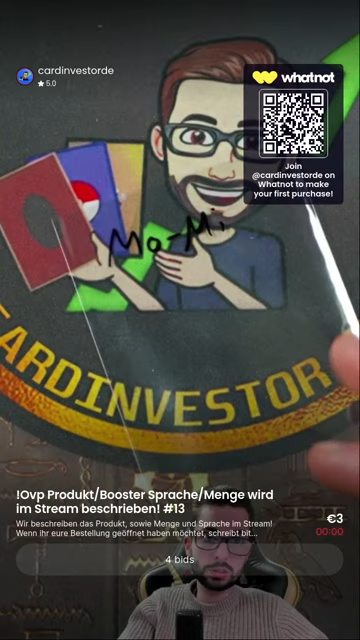 cardinvestorde
★ 5.0
whatnot
Join
@cardinvestorde on
Whatnot to make
your first purchase!
Mo-Mi
ARDINVESTOR
!Ovp Produkt/Booster Sprache/Menge wird
im Stream beschrieben! #13
€3
Wir beschreiben das Produkt, sowie Menge und Sprache im Stream!
00:00
Wenn ihr eure Bestellung geöffnet haben möchtet, schreibt bit...
4 bids